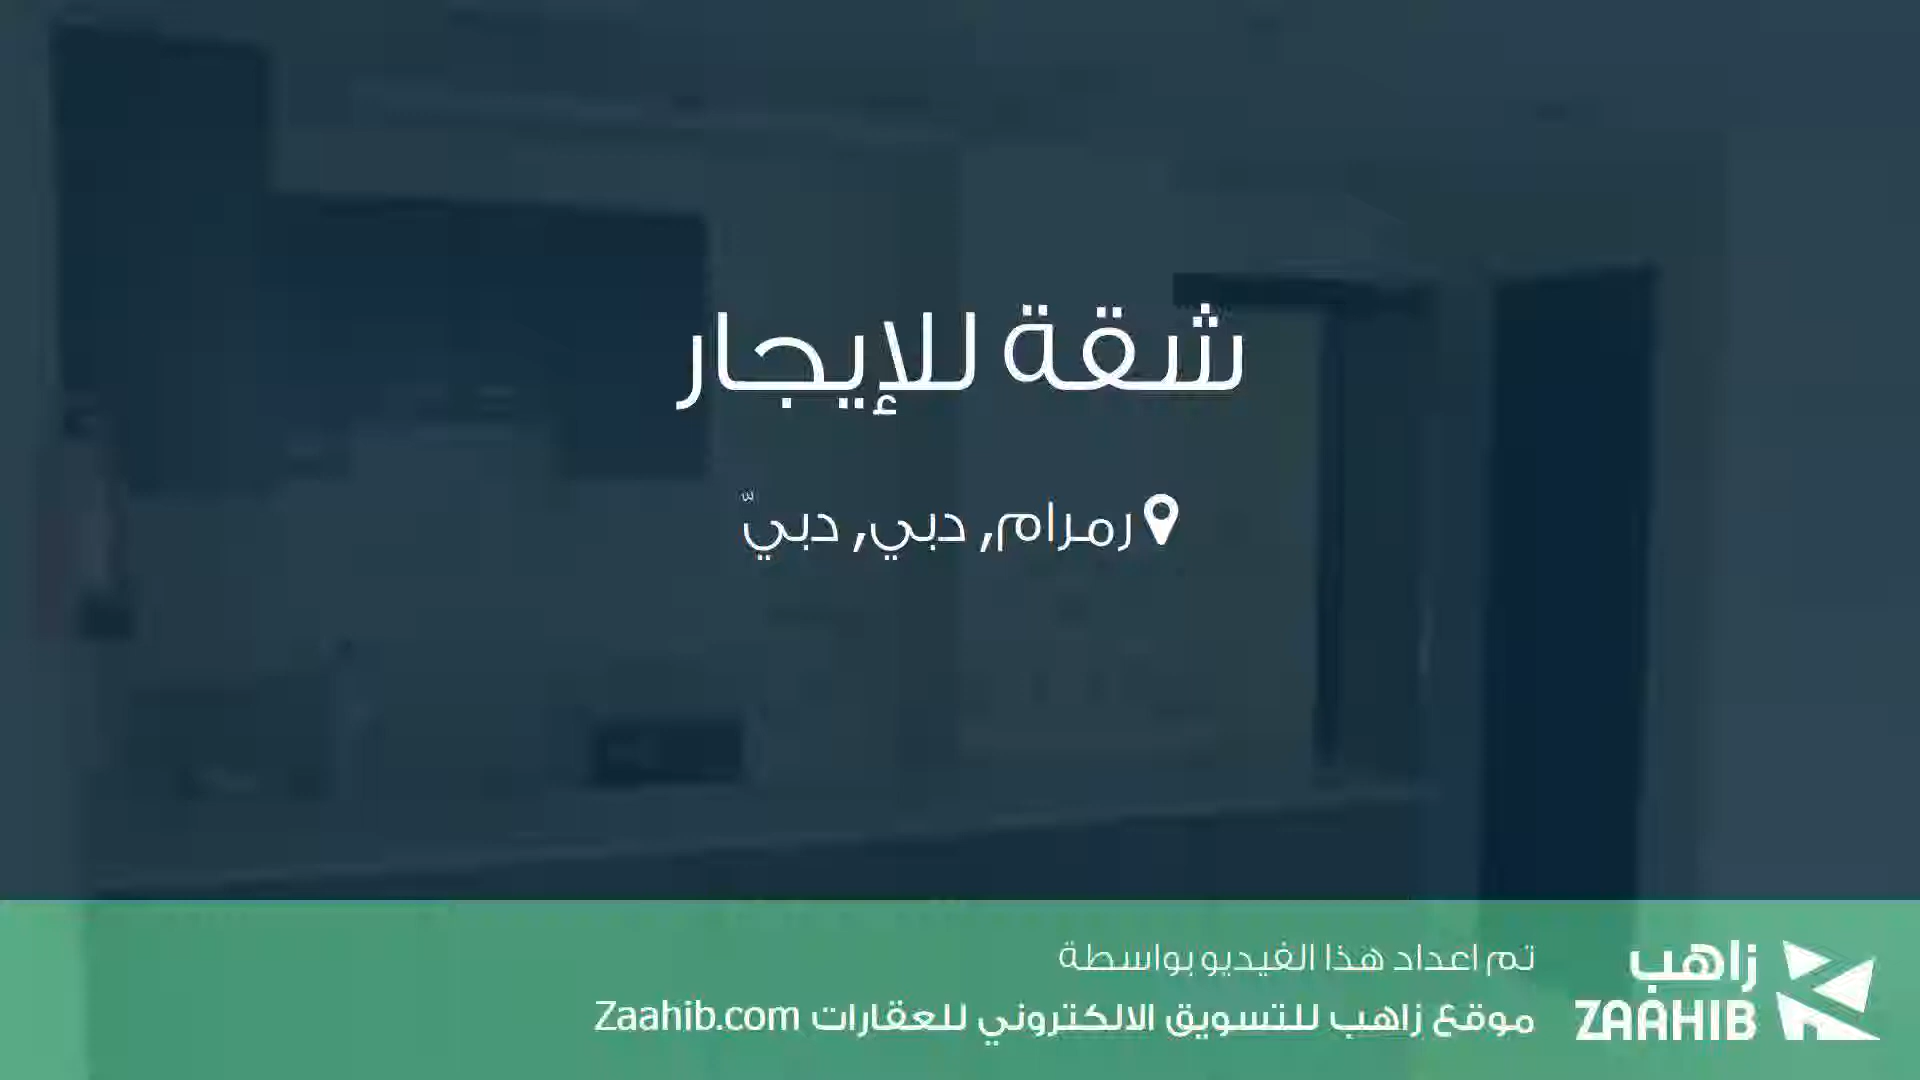 شقة للإيجار
رمرام, دبي, دبيّ
تم اعداد هذا الفيديو بواسطة
موقع زاهب للتسويق الالكتروني للعقارات Zaahib.com
زاهب
ZAAHIB